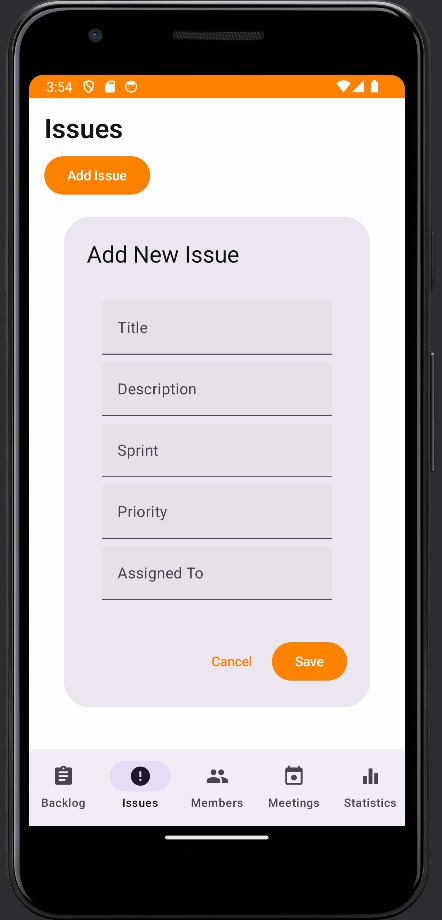 3:54
Issues
Add Issue
Add New Issue
Title
Description
Sprint
Priority
Assigned To
Cancel Save
Backlog Issues Members Meetings Statistics